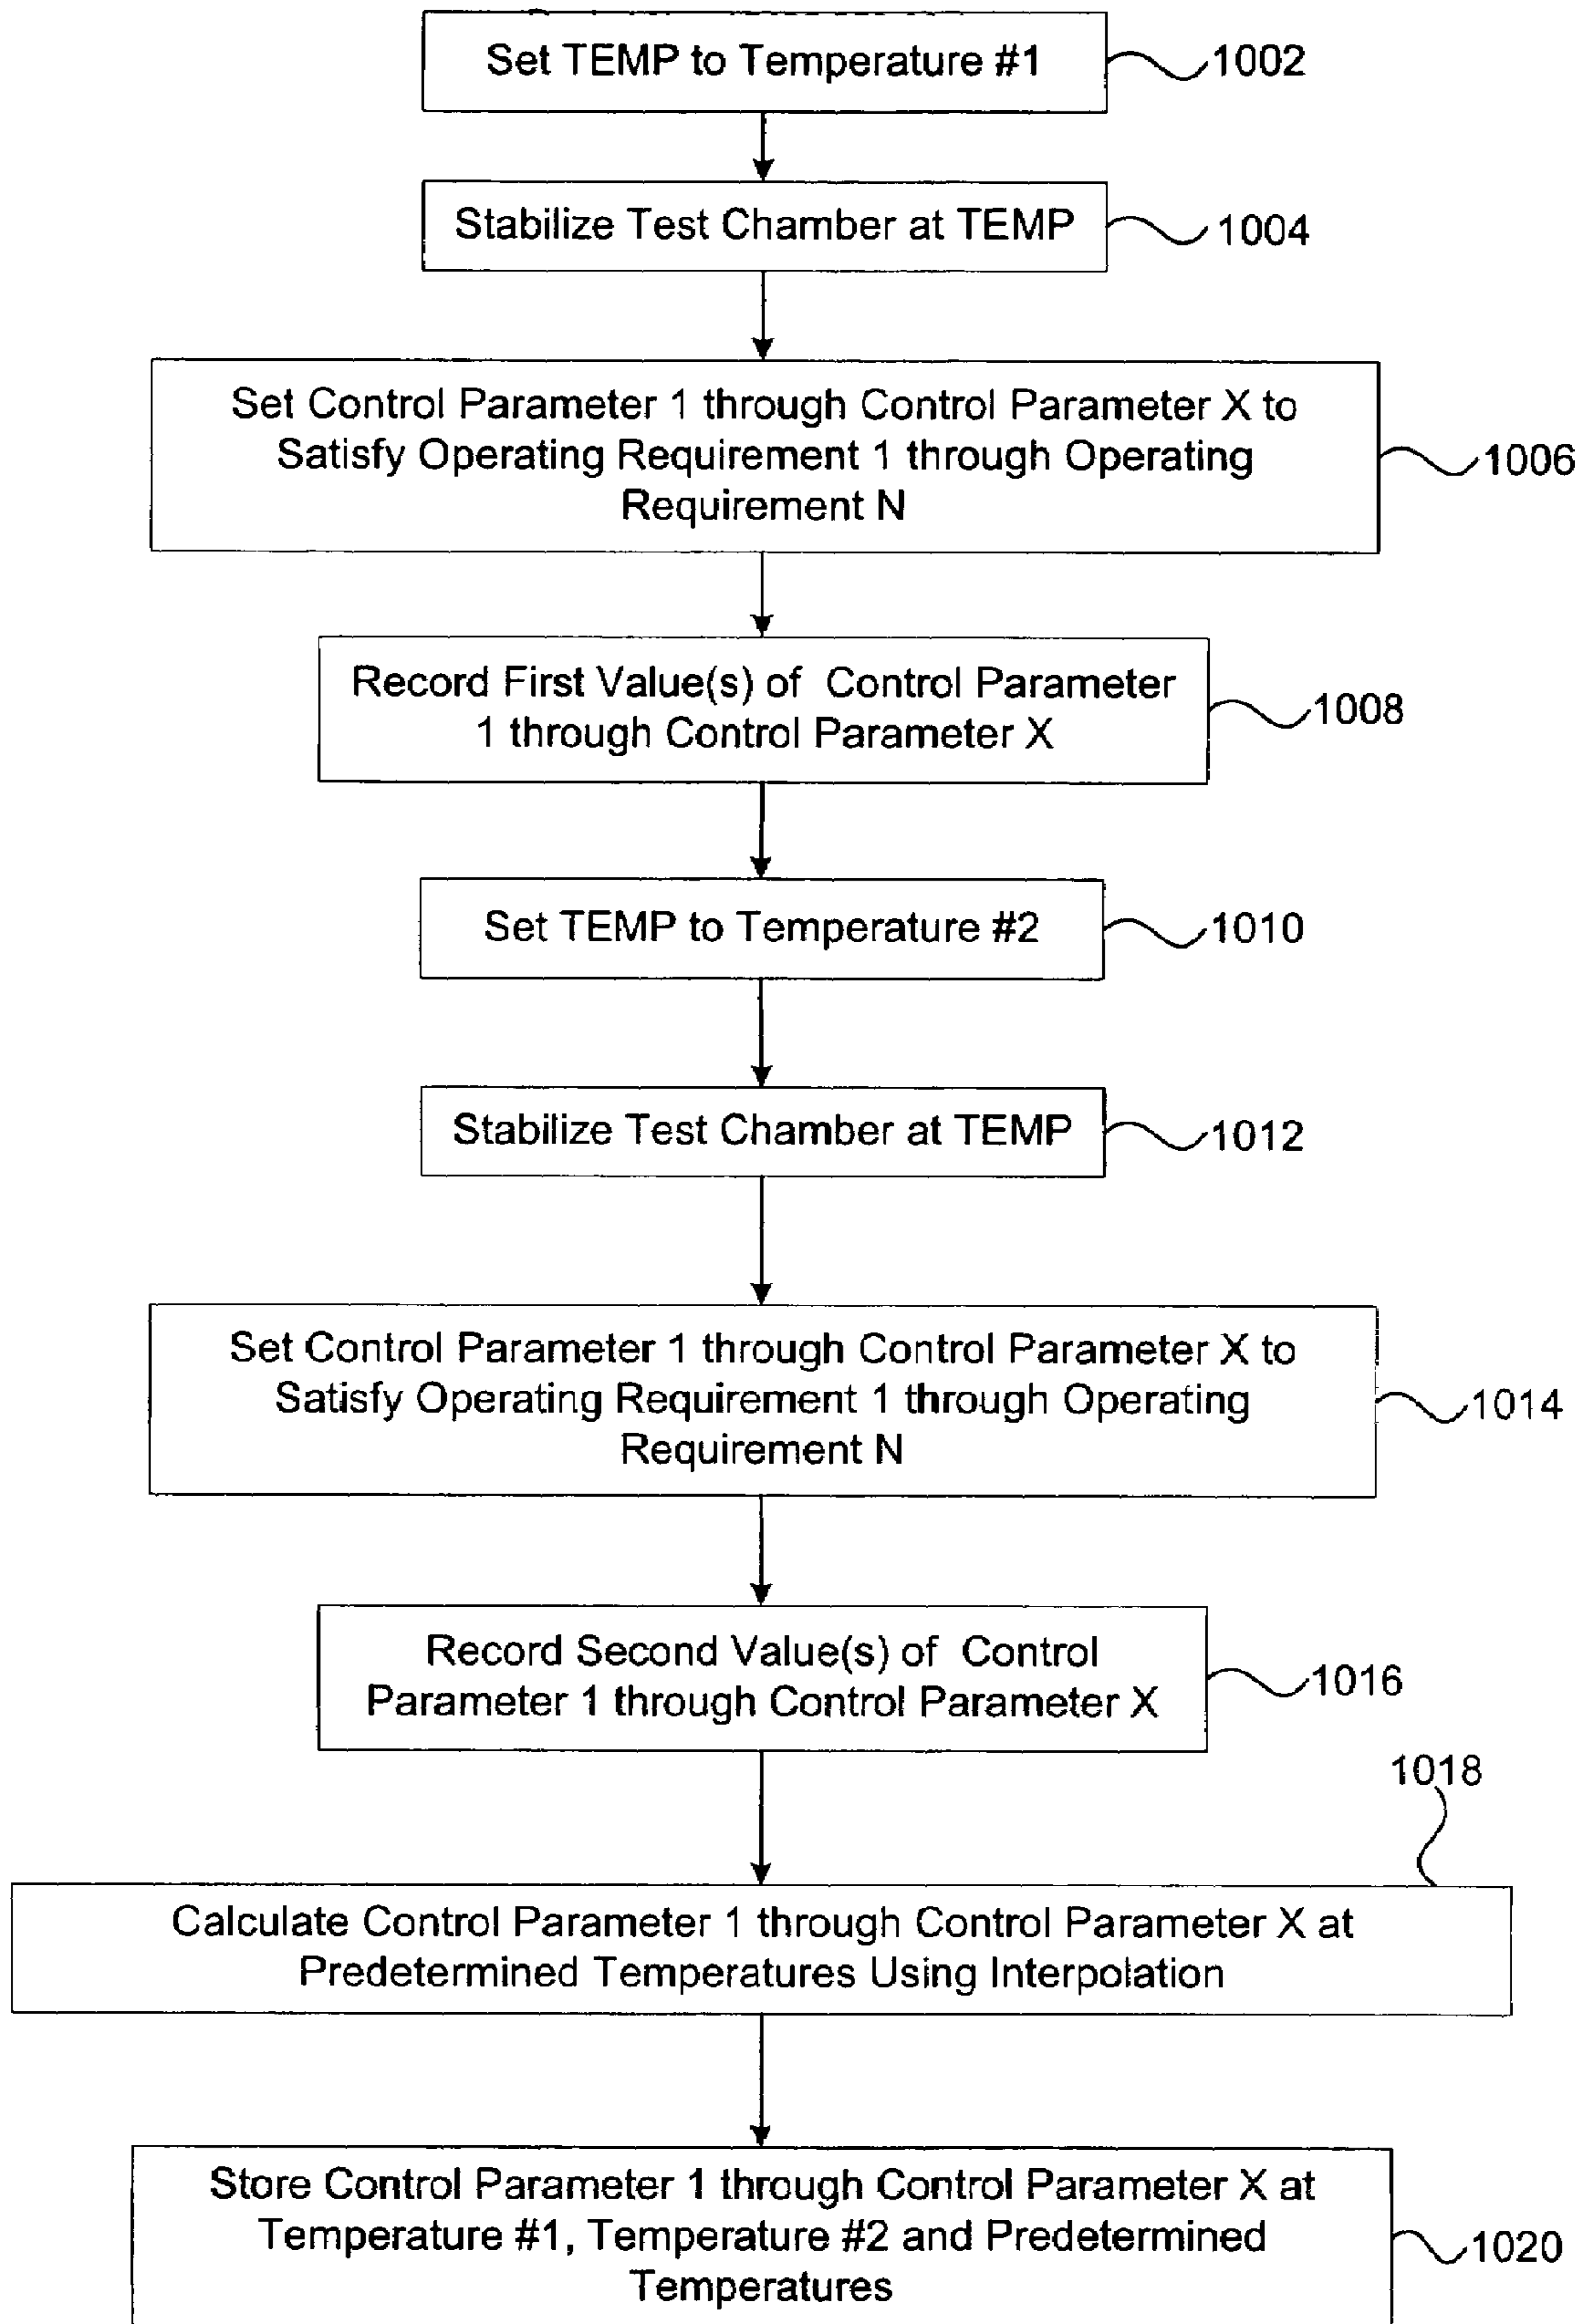 Set TEMP to Temperature #1
1002
Stabilize Test Chamber at TEMP
1004
Set Control Parameter 1 through Control Parameter X to
Satisfy Operating Requirement 1 through Operating
Requirement N
1006
Record First Value(s) of Control Parameter
1 through Control Parameter X
1008
Set TEMP to Temperature #2
1010
Stabilize Test Chamber at TEMP
1012
Set Control Parameter 1 through Control Parameter X to
Satisfy Operating Requirement 1 through Operating
Requirement N
1014
Record Second Value(s) of Control
Parameter 1 through Control Parameter X
1016
1018
Calculate Control Parameter 1 through Control Parameter X at
Predetermined Temperatures Using Interpolation
Store Control Parameter 1 through Control Parameter X at
Temperature #1, Temperature #2 and Predetermined
Temperatures
1020